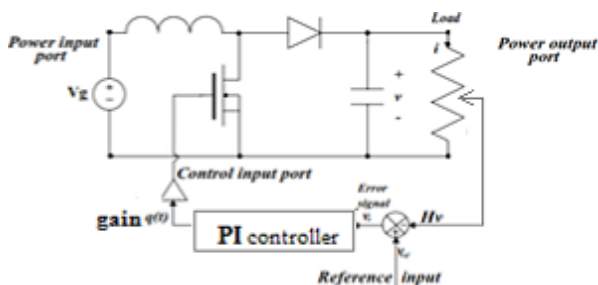 Load
Power input
port
i
Power output
port
Vg
+
-
+
v
-
Control input port
Error
signal
gain q(t)
PI controller
Hv
Reference input